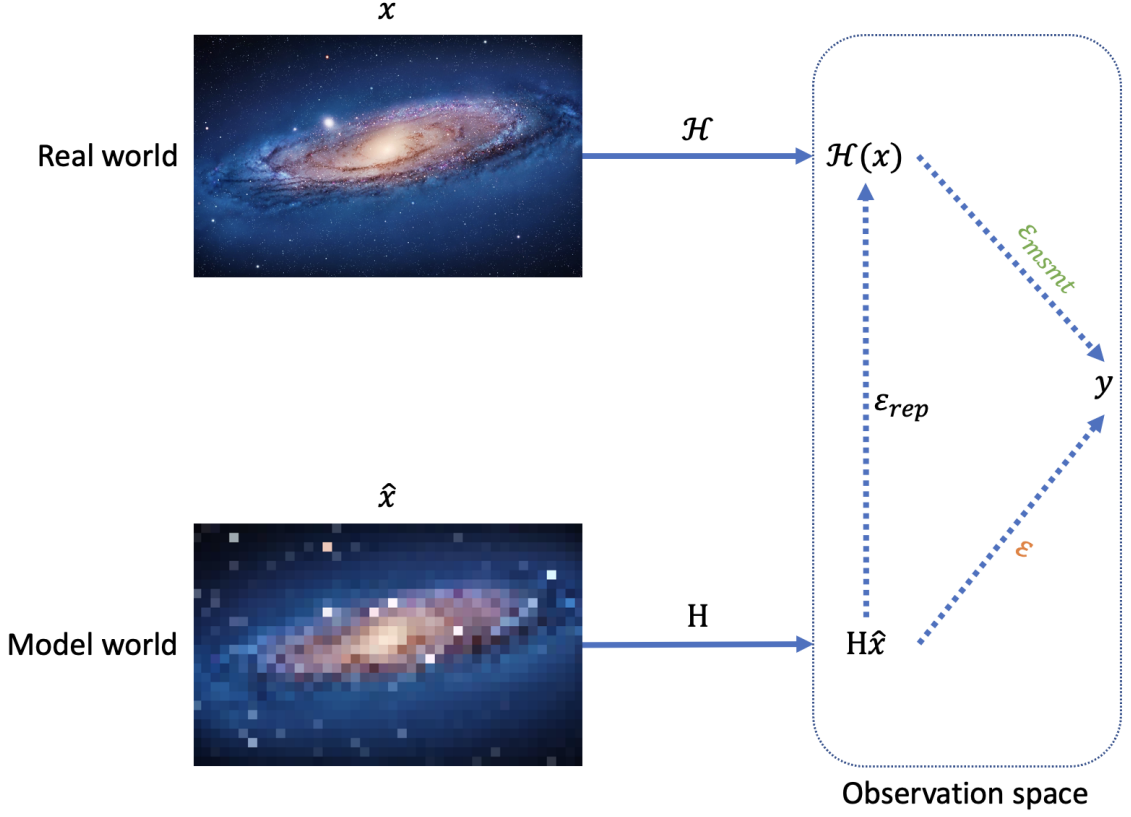 x
Real world
ℋ
ℋ(x)
ε_msmt
y
ε_rep
x̂
ε
Model world
H
Hx̂
Observation space